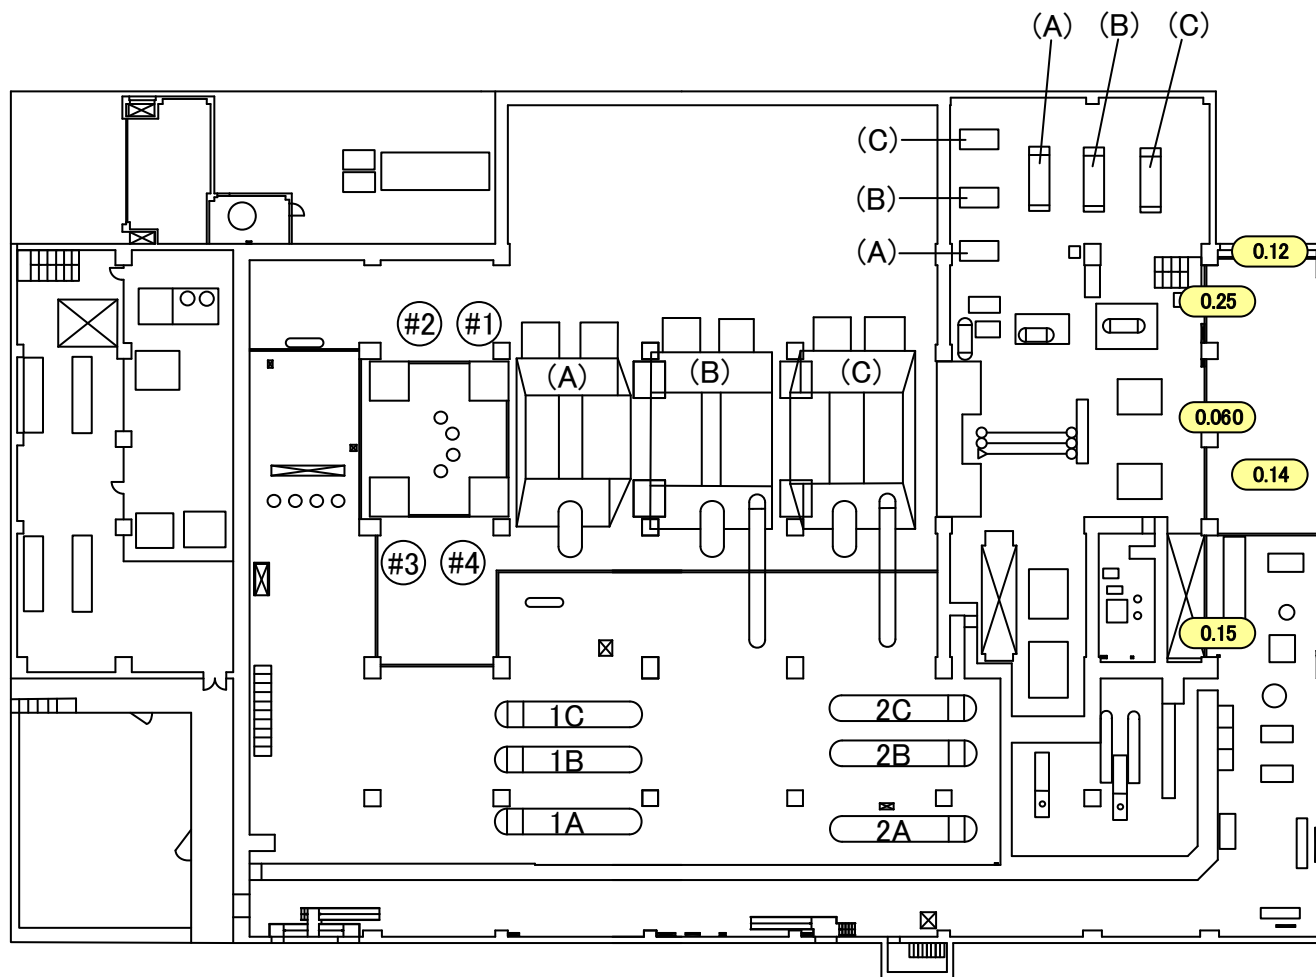 (A) (B) (C)
(C)
(B)
(A)
0.12
0.25
#2 #1
(A) (B) (C)
0.060
0.14
#3 #4
0.15
1C 2C
1B 2B
1A 2A